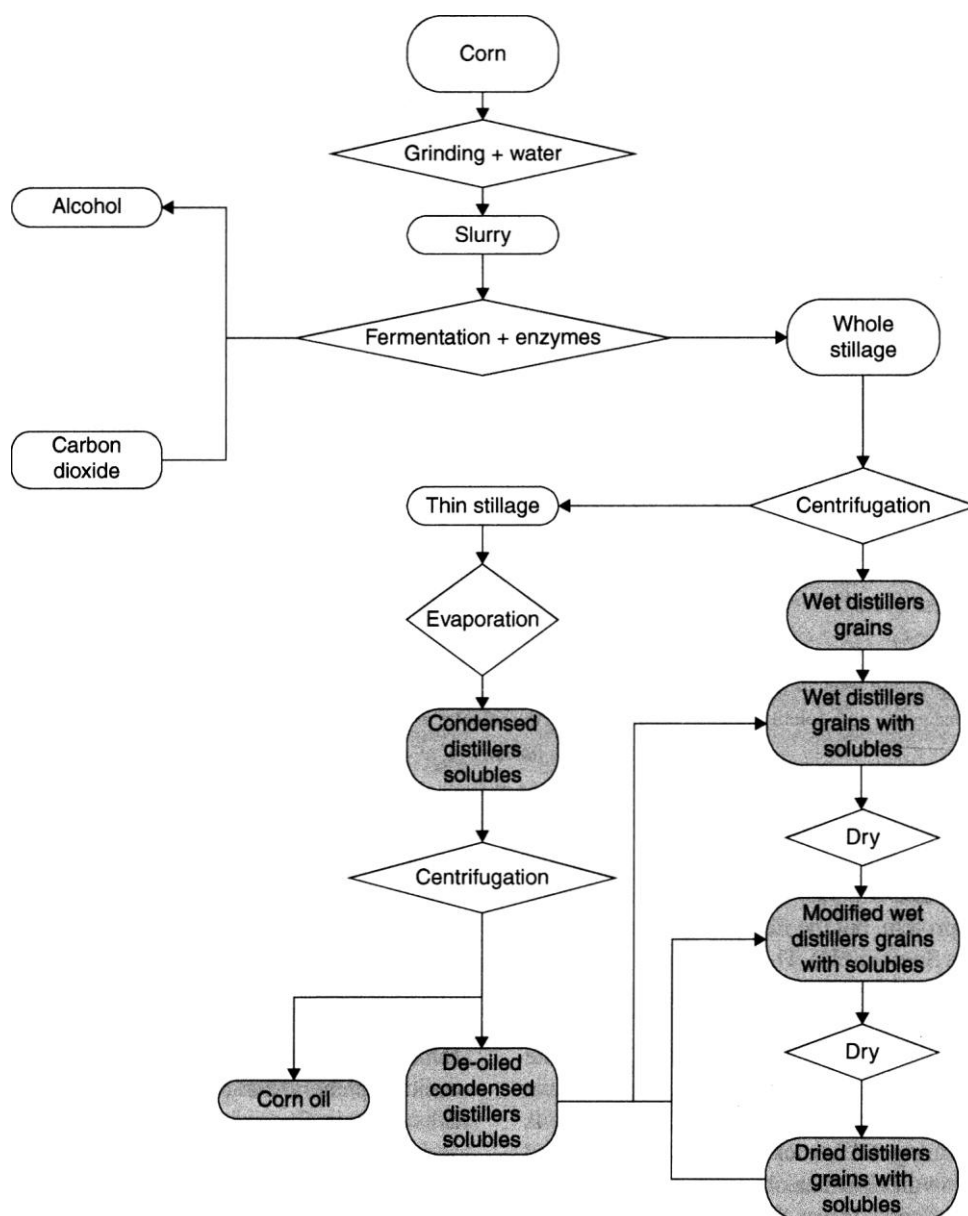 Corn
Grinding + water
Alcohol
Slurry
Fermentation + enzymes
Whole
stillage
Carbon
dioxide
Thin stillage
Centrifugation
Wet distillers
grains
Evaporation
Condensed
distillers
solubles
Wet distillers
grains with
solubles
Dry
Centrifugation
Modified wet
distillers grains
with solubles
Dry
Corn oil
De-oiled
condensed
distillers
solubles
Dried distillers
grains with
solubles